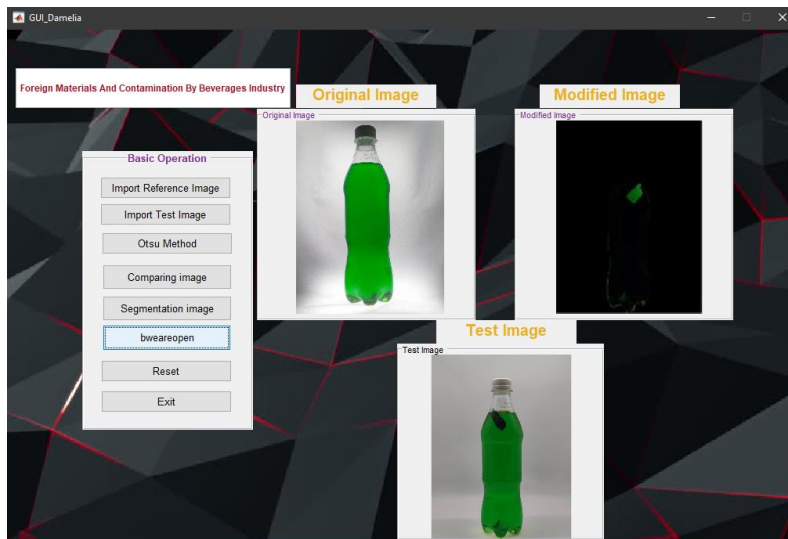 GUI_Damelia
Foreign Materials And Contamination By Beverages Industry
Original Image
Modified Image
Original Image
Modified Image
Basic Operation
Import Reference Image
Import Test Image
Otsu Method
Comparing image
Segmentation image
bweareopen
Reset
Exit
Test Image
Test Image